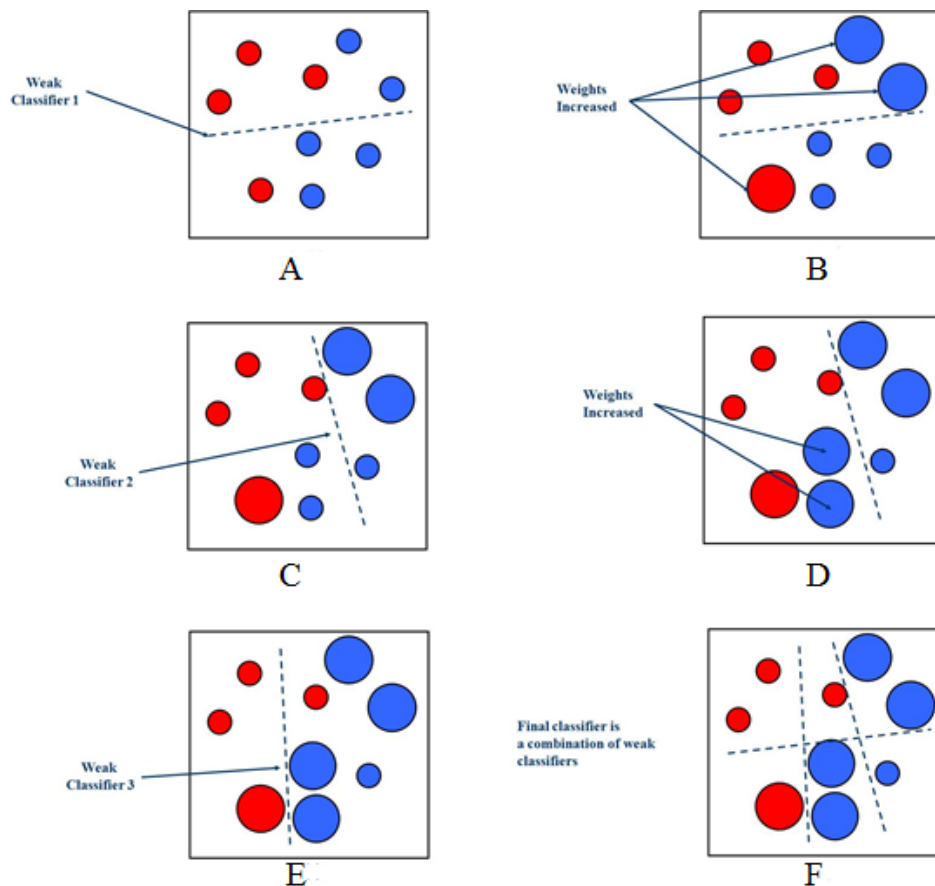 Weak
Classifier 1
Weights
Increased
A
B
Weak
Classifier 2
Weights
Increased
C
D
Weak
Classifier 3
Final classifier is
a combination of weak
classifiers
E
F